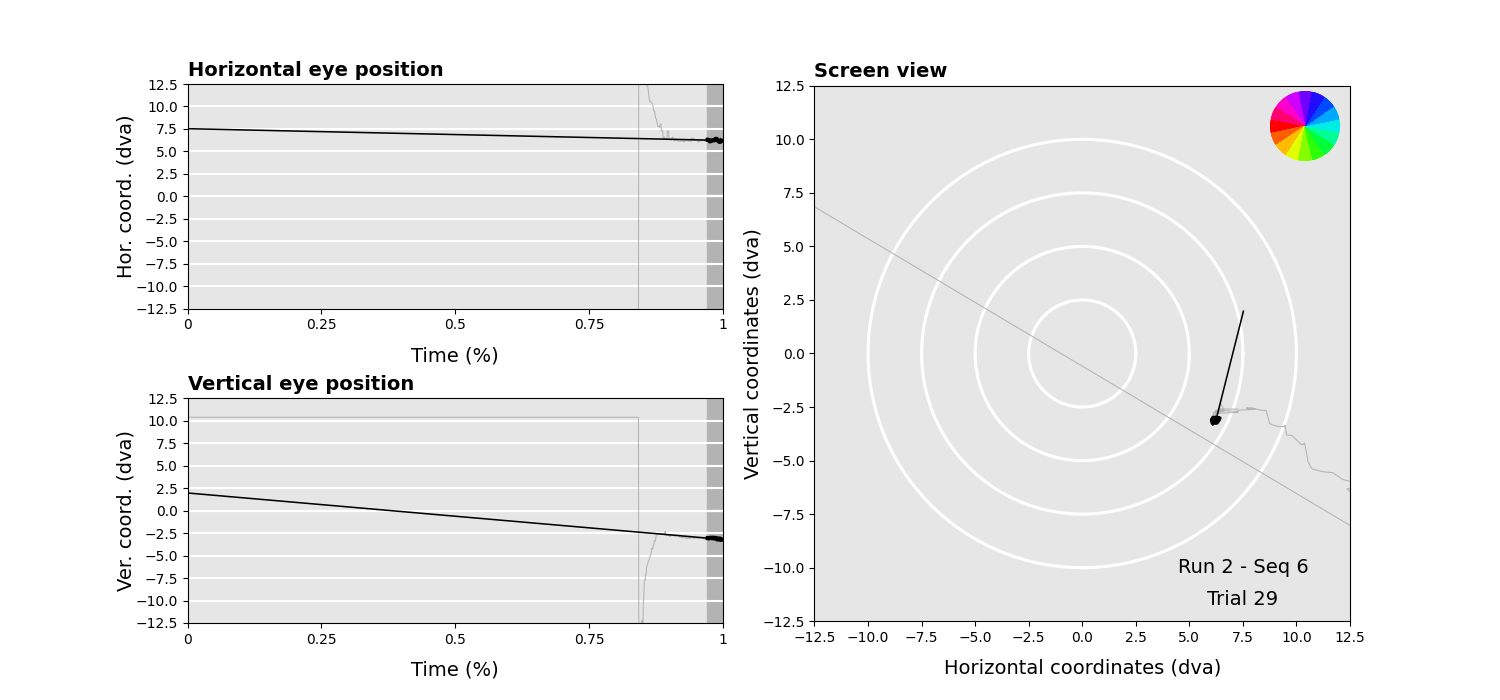 Horizontal eye position
12.5
10.0
7.5
5.0
2.5
0.0
−2.5
−5.0
−7.5
−10.0
−12.5
Hor. coord. (dva)
0 0.25 0.5 0.75 1
Time (%)
Vertical eye position
12.5
10.0
7.5
5.0
2.5
0.0
−2.5
−5.0
−7.5
−10.0
−12.5
Ver. coord. (dva)
0 0.25 0.5 0.75 1
Time (%)
Screen view
12.5
10.0
7.5
5.0
2.5
0.0
−2.5
−5.0
−7.5
−10.0
−12.5
Vertical coordinates (dva)
Run 2 - Seq 6
Trial 29
−12.5 −10.0 −7.5 −5.0 −2.5 0.0 2.5 5.0 7.5 10.0 12.5
Horizontal coordinates (dva)